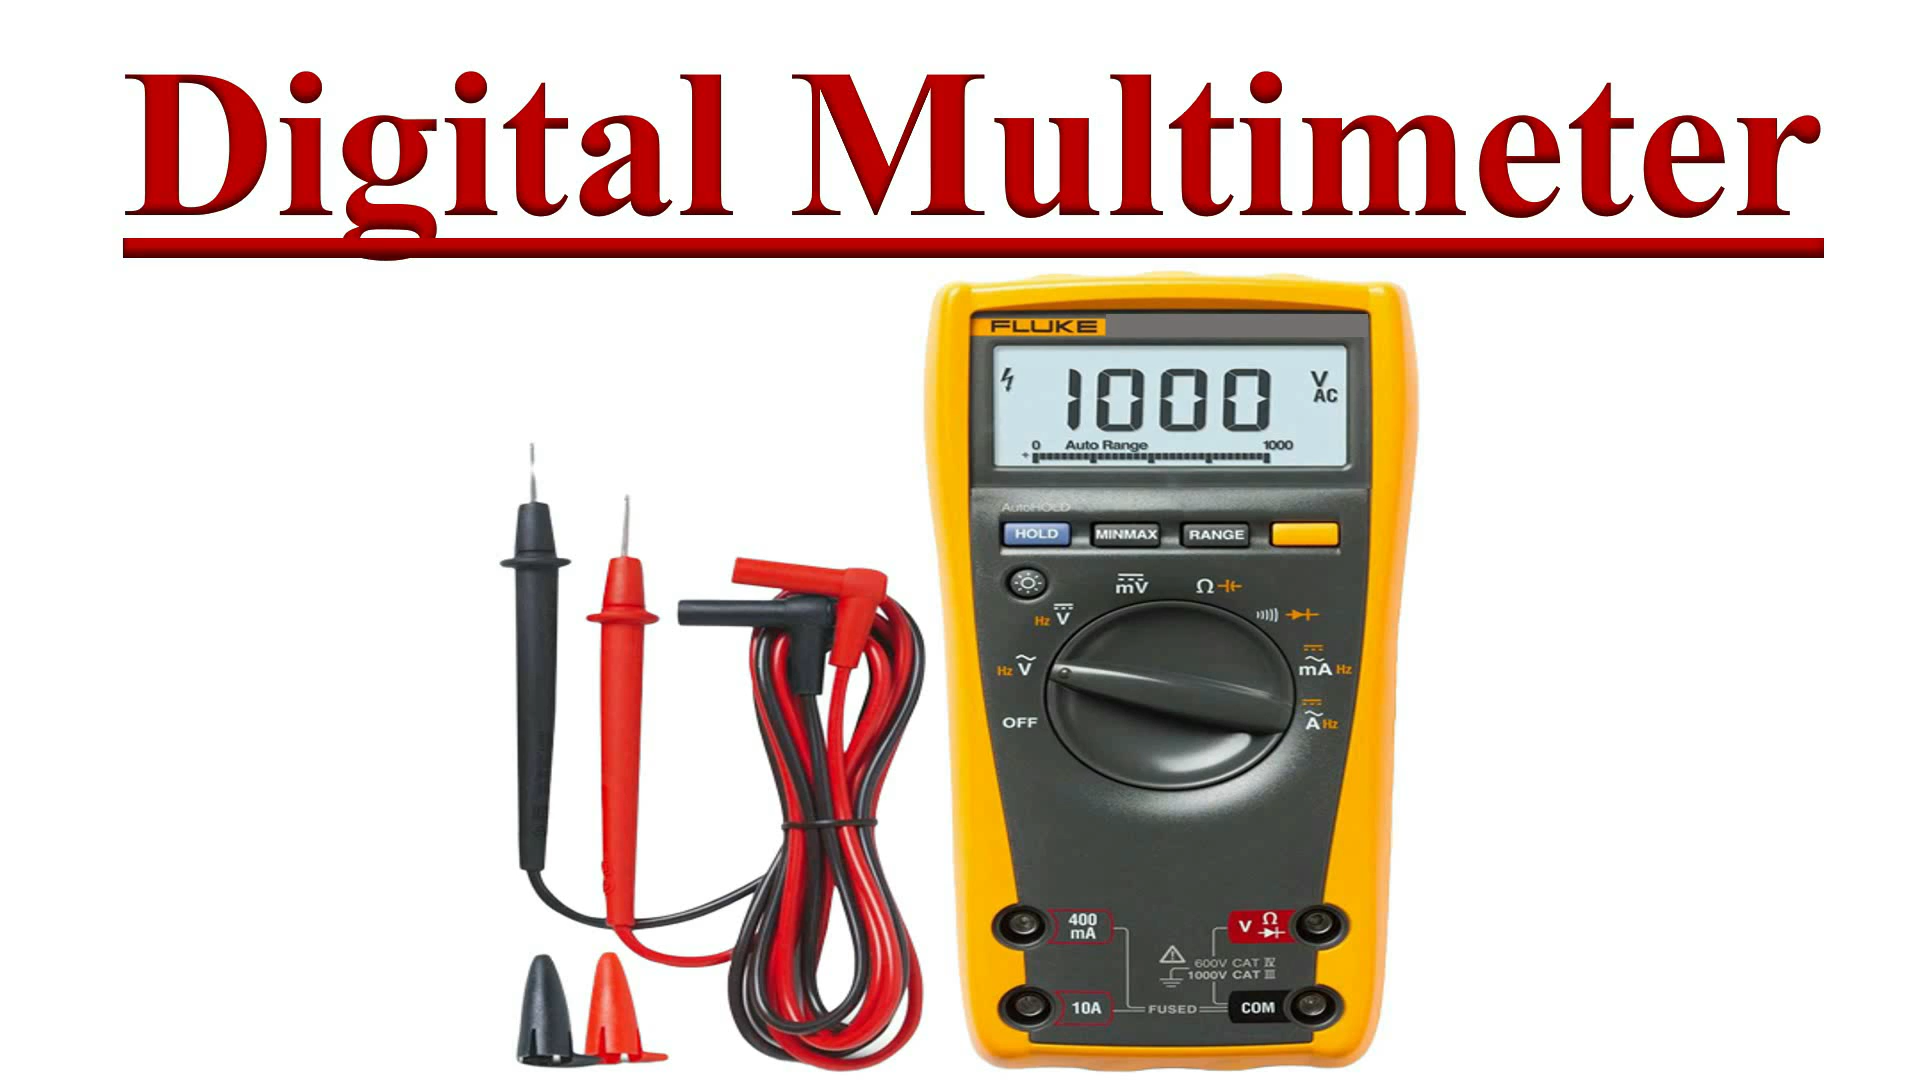 Digital Multimeter
FLUKE
1000 V AC
0 Auto Range 1000
AutoHOLD
HOLD MINMAX RANGE
mV Ω
Hz V
Hz V mA Hz
OFF A Hz
400 mA V Ω
600V CAT IV
1000V CAT III
10A FUSED COM